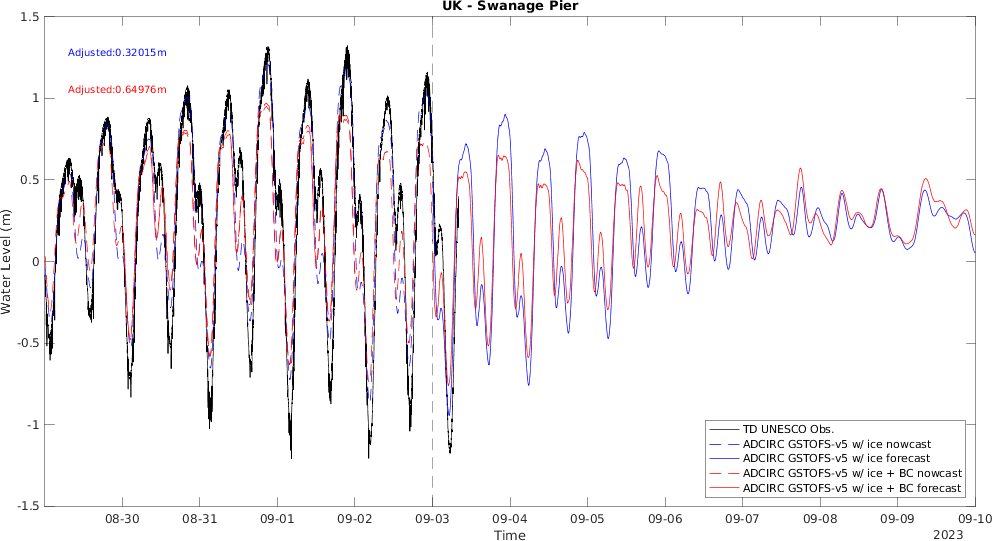 UK - Swanage Pier
1.5
1
0.5
0
-0.5
-1
-1.5
Water Level (m)
Adjusted:0.32015m
Adjusted:0.64976m
TD UNESCO Obs.
ADCIRC GSTOFS-v5 w/ ice nowcast
ADCIRC GSTOFS-v5 w/ ice forecast
ADCIRC GSTOFS-v5 w/ ice + BC nowcast
ADCIRC GSTOFS-v5 w/ ice + BC forecast
08-30 08-31 09-01 09-02 09-03 09-04 09-05 09-06 09-07 09-08 09-09 09-10
Time
2023